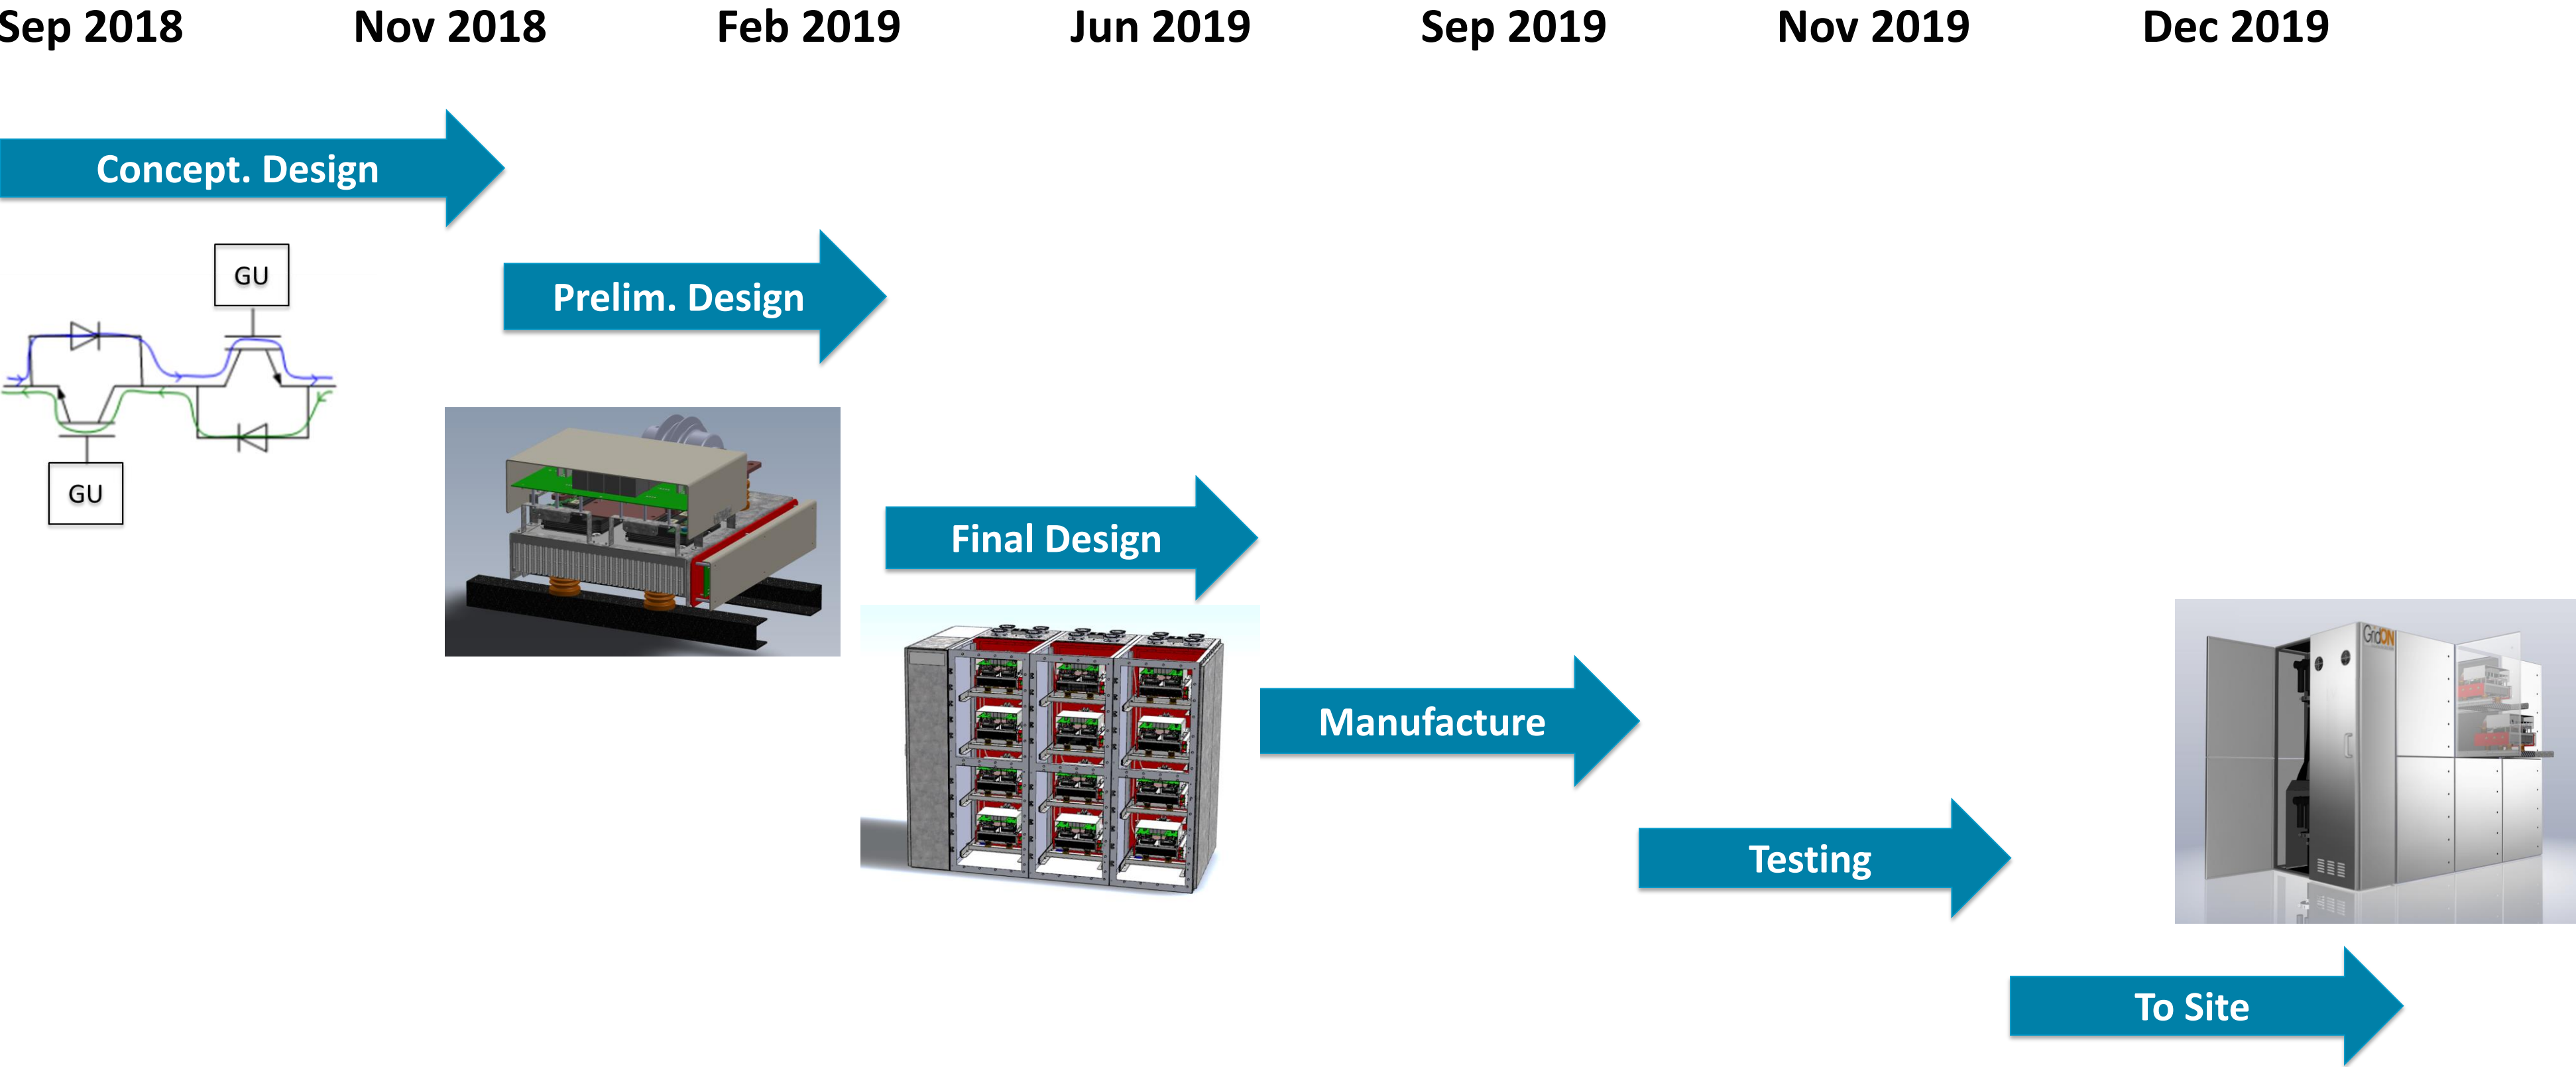 Sep 2018
Nov 2018
Feb 2019
Jun 2019
Sep 2019
Nov 2019
Dec 2019
Concept. Design
GU
GU
Prelim. Design
Final Design
Manufacture
Testing
GridON
To Site